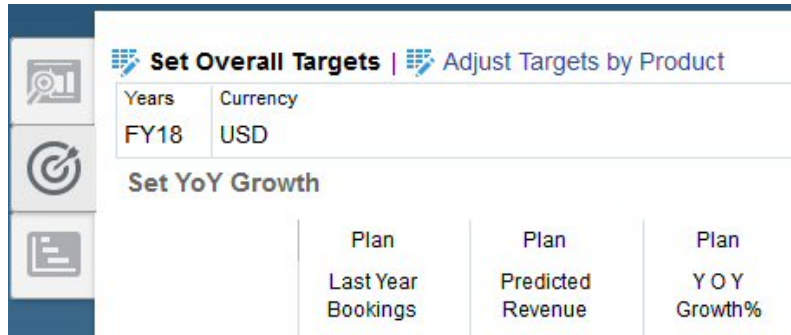 Set Overall Targets | Adjust Targets by Product
Years Currency
FY18 USD
Set YoY Growth
Plan Plan Plan
Last Year Predicted Y O Y
Bookings Revenue Growth%